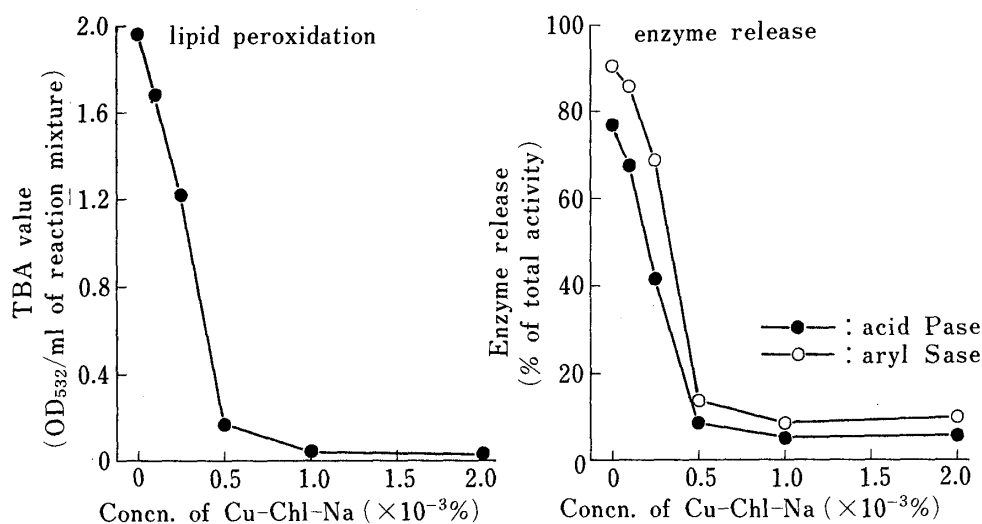 lipid peroxidation
TBA value
(OD532/ml of reaction mixture)
2.0
1.6
1.2
0.8
0.4
0
0 0.5 1.0 1.5 2.0
Concn. of Cu-Chl-Na (×10⁻³%)
enzyme release
Enzyme release
(% of total activity)
100
80
60
40
20
0
: acid Pase
: aryl Sase
0 0.5 1.0 1.5 2.0
Concn. of Cu-Chl-Na (×10⁻³%)